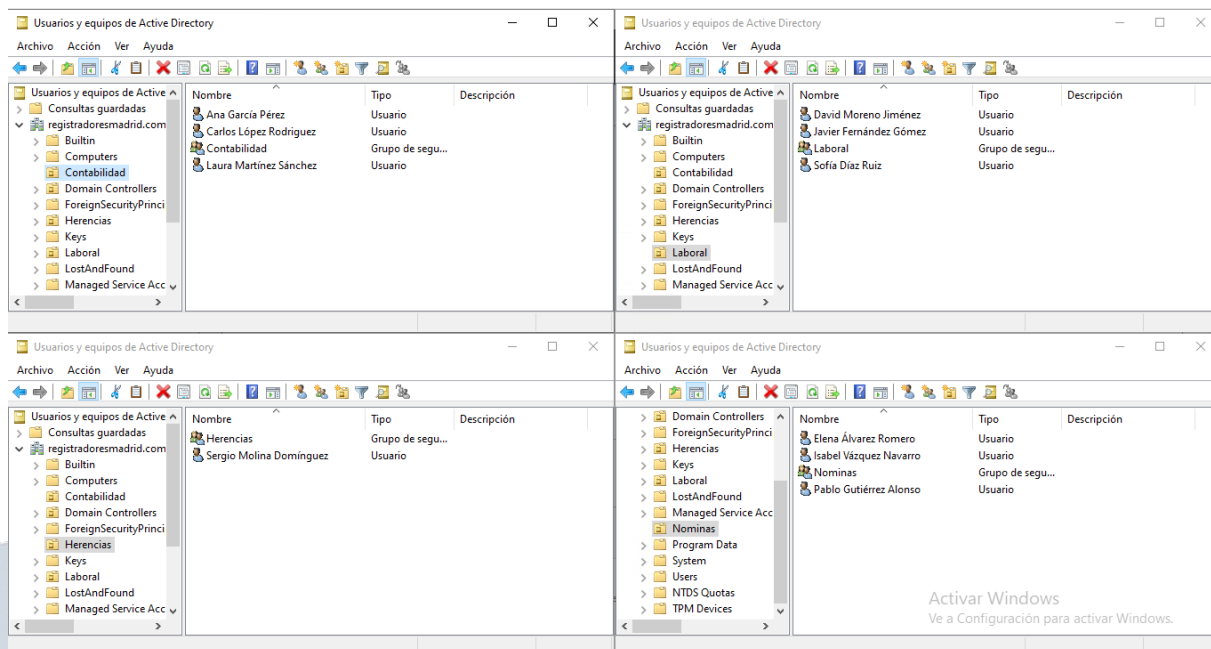 Usuarios y equipos de Active Directory
Archivo Acción Ver Ayuda
Usuarios y equipos de Active
Consultas guardadas
registradoresmadrid.com
Builtin
Computers
Contabilidad
Domain Controllers
ForeignSecurityPrinci
Herencias
Keys
Laboral
LostAndFound
Managed Service Acc
Nombre Tipo Descripción
Ana García Pérez Usuario
Carlos López Rodriguez Usuario
Contabilidad Grupo de segu...
Laura Martínez Sánchez Usuario
Usuarios y equipos de Active Directory
Archivo Acción Ver Ayuda
Usuarios y equipos de Active
Consultas guardadas
registradoresmadrid.com
Builtin
Computers
Contabilidad
Domain Controllers
ForeignSecurityPrinci
Herencias
Keys
Laboral
LostAndFound
Managed Service Acc
Nombre Tipo Descripción
David Moreno Jiménez Usuario
Javier Fernández Gómez Usuario
Laboral Grupo de segu...
Sofía Díaz Ruiz Usuario
Usuarios y equipos de Active Directory
Archivo Acción Ver Ayuda
Usuarios y equipos de Active
Consultas guardadas
registradoresmadrid.com
Builtin
Computers
Contabilidad
Domain Controllers
ForeignSecurityPrinci
Herencias
Keys
Laboral
LostAndFound
Managed Service Acc
Nombre Tipo Descripción
Herencias Grupo de segu...
Sergio Molina Domínguez Usuario
Usuarios y equipos de Active Directory
Archivo Acción Ver Ayuda
Domain Controllers
ForeignSecurityPrinci
Herencias
Keys
Laboral
LostAndFound
Managed Service Acc
Nominas
Program Data
System
Users
NTDS Quotas
TPM Devices
Nombre Tipo Descripción
Elena Álvarez Romero Usuario
Isabel Vázquez Navarro Usuario
Nominas Grupo de segu...
Pablo Gutiérrez Alonso Usuario
Activar Windows
Ve a Configuración para activar Windows.